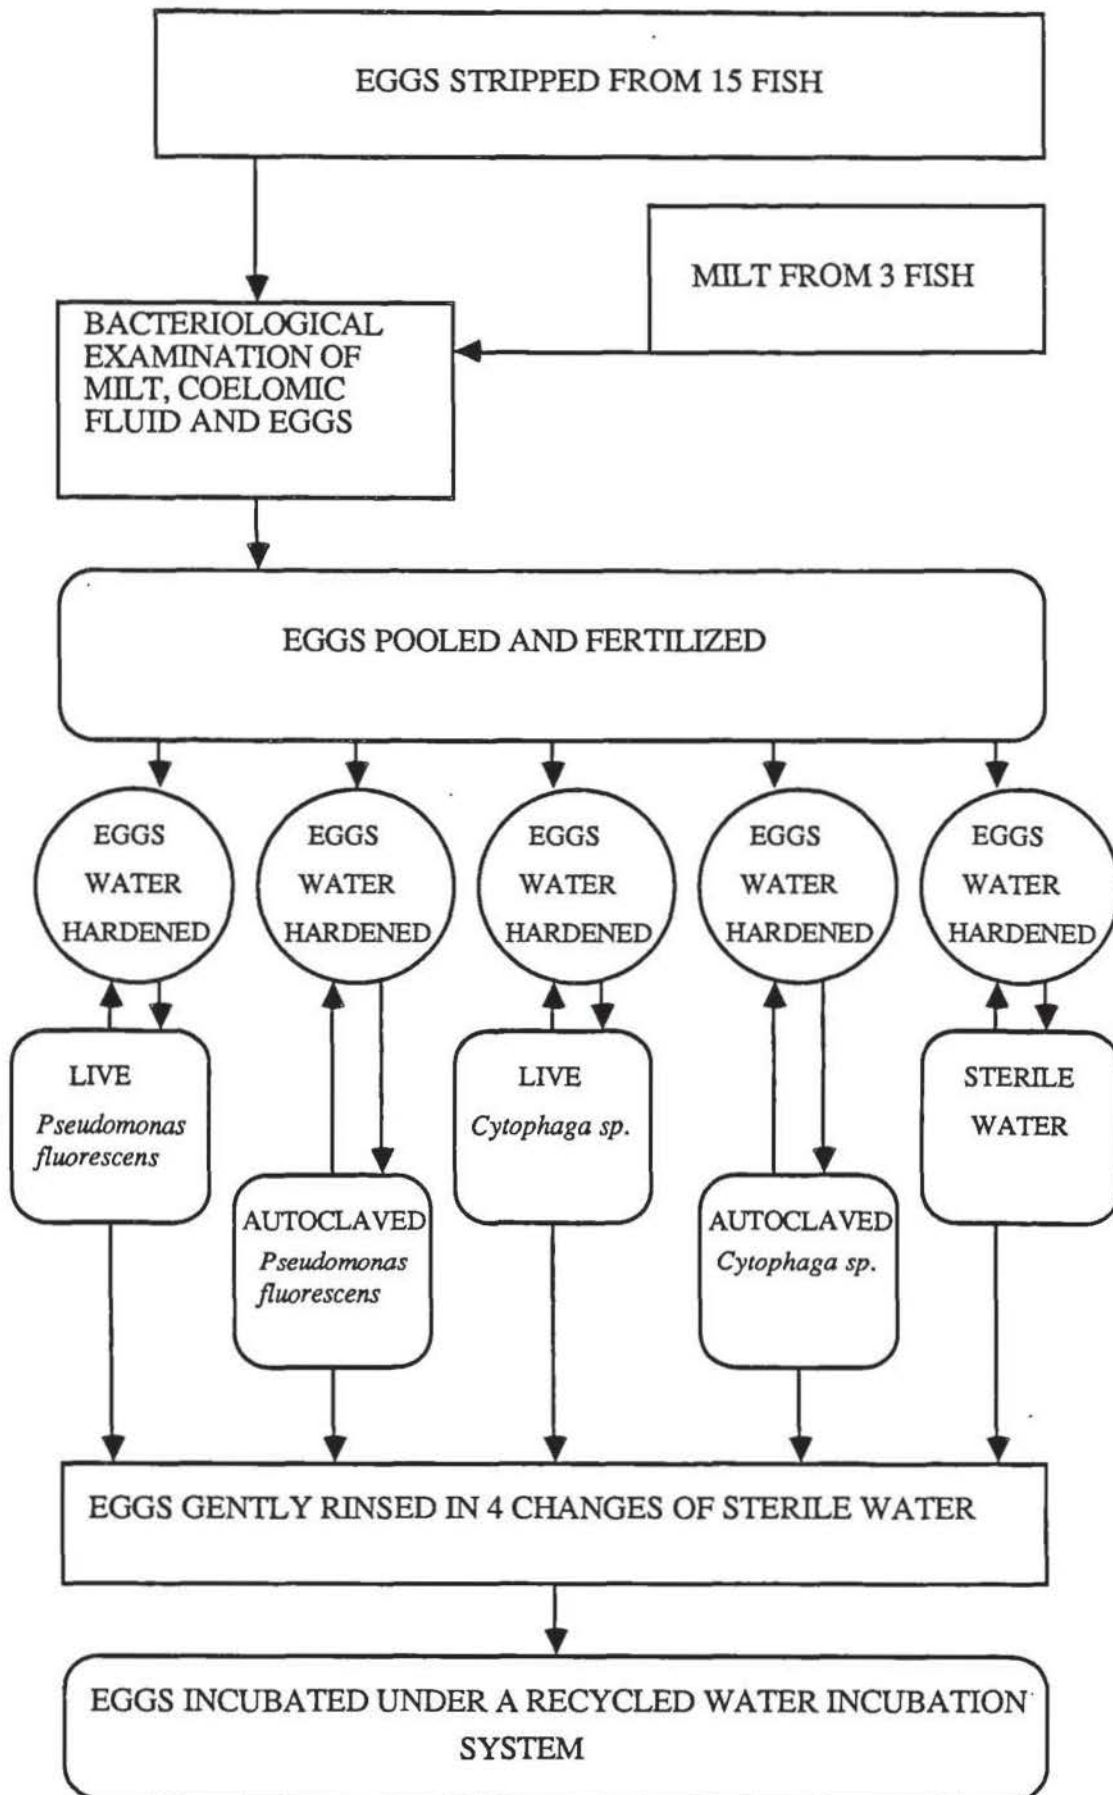 EGGS STRIPPED FROM 15 FISH
MILT FROM 3 FISH
BACTERIOLOGICAL
EXAMINATION OF
MILT, COELOMIC
FLUID AND EGGS
EGGS POOLED AND FERTILIZED
EGGS
WATER
HARDENED
EGGS
WATER
HARDENED
EGGS
WATER
HARDENED
EGGS
WATER
HARDENED
EGGS
WATER
HARDENED
LIVE
Pseudomonas
fluorescens
AUTOCLAVED
Pseudomonas
fluorescens
LIVE
Cytophaga sp.
AUTOCLAVED
Cytophaga sp.
STERILE
WATER
EGGS GENTLY RINSED IN 4 CHANGES OF STERILE WATER
EGGS INCUBATED UNDER A RECYCLED WATER INCUBATION
SYSTEM